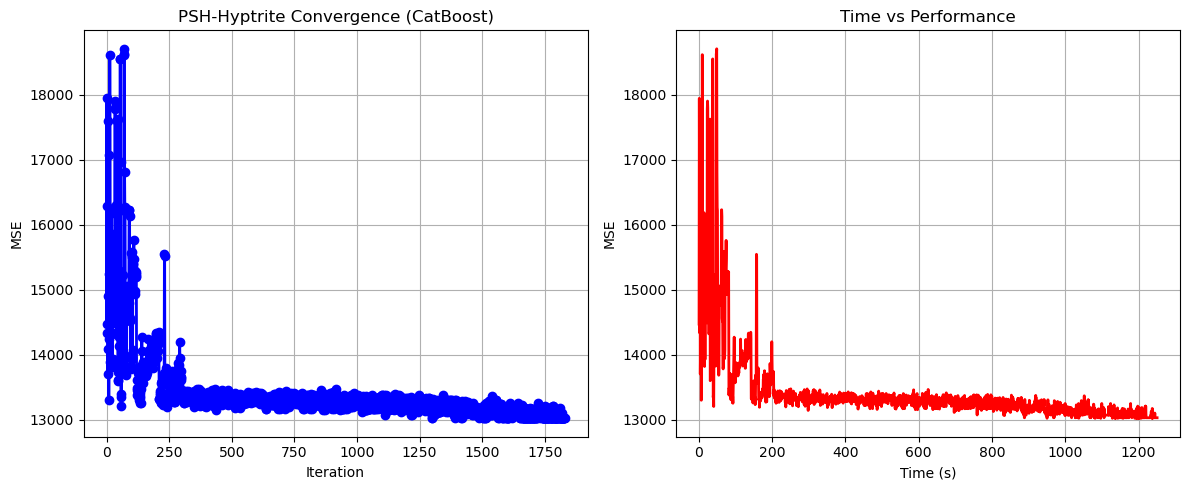 PSH-Hyptrite Convergence (CatBoost)
MSE
18000
17000
16000
15000
14000
13000
0 250 500 750 1000 1250 1500 1750
Iteration
Time vs Performance
MSE
18000
17000
16000
15000
14000
13000
0 200 400 600 800 1000 1200
Time (s)